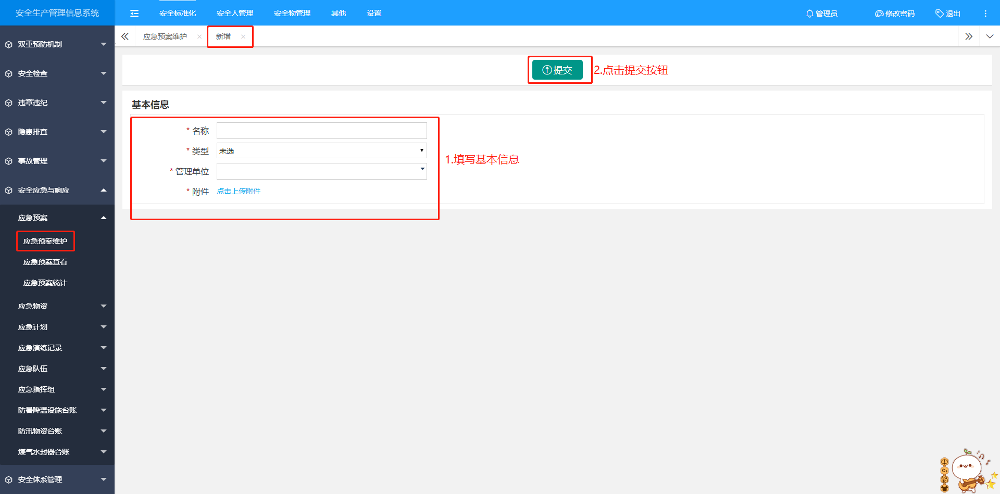 安全生产管理信息系统
安全标准化 安全人管理 安全物管理 其他 设置
管理员 修改密码 退出
应急预案维护 × 新增 ×
双重预防机制
安全检查
违章违纪
隐患排查
事故管理
安全应急与响应
应急预案
应急预案维护
应急预案查看
应急预案统计
应急物资
应急计划
应急演练记录
应急队伍
应急指挥组
防暑降温设施台账
防汛物资台账
煤气水封器台账
安全体系管理
提交
2.点击提交按钮
基本信息
* 名称
* 类型 未选
* 管理单位
* 附件 点击上传附件
1.填写基本信息
中
简